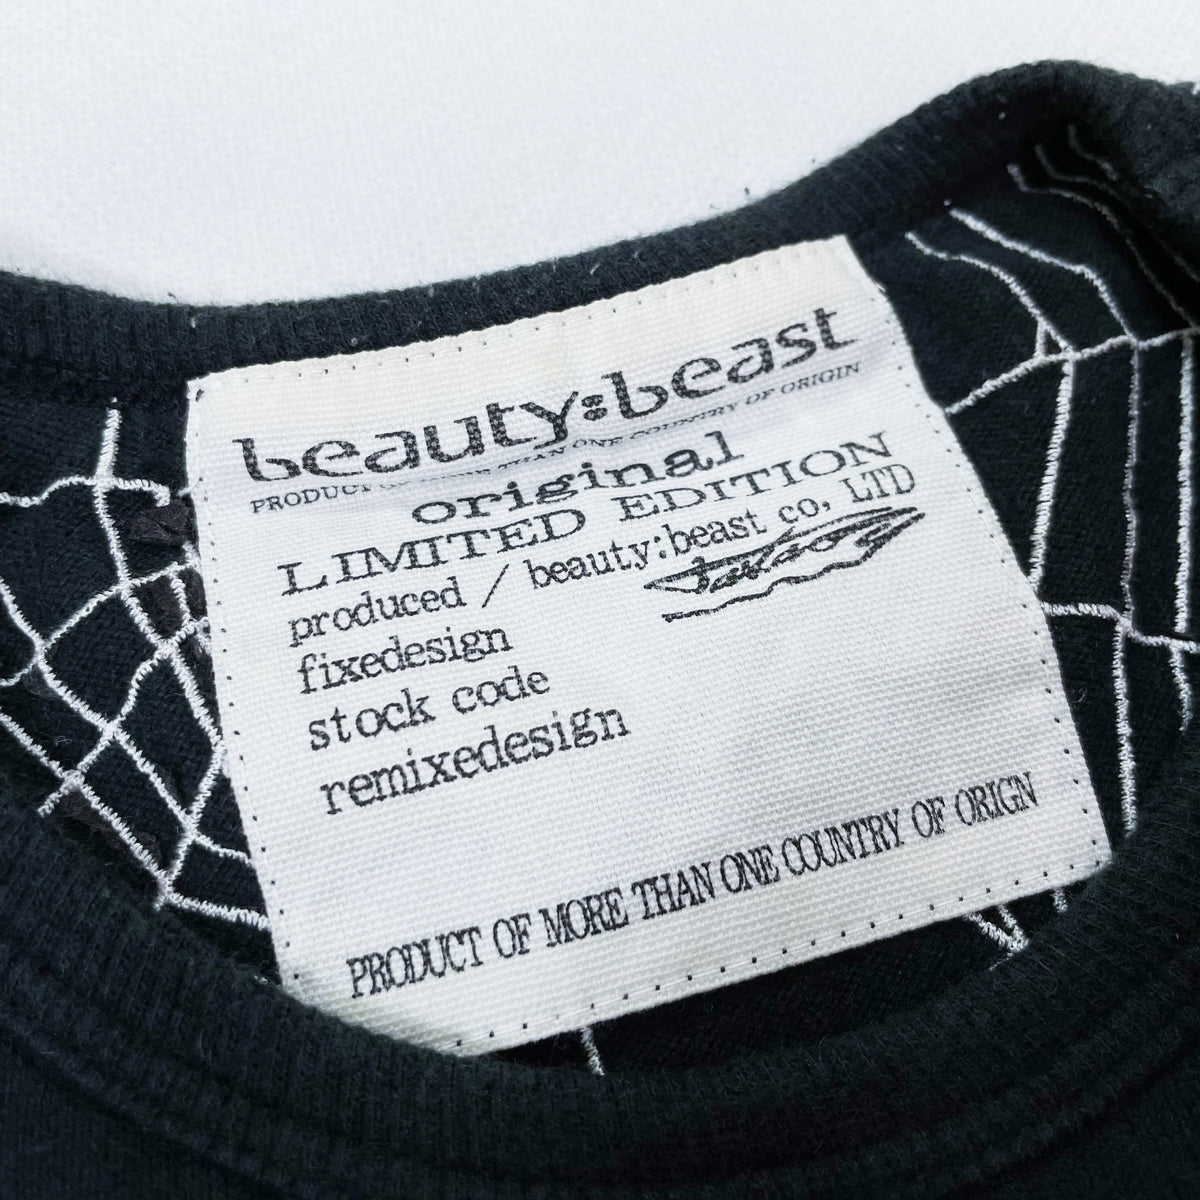 beauty:beast
PRODUCT OF MORE THAN ONE COUNTRY OF ORIGIN
original
LIMITED EDITION
produced / beauty:beast co, LTD
fixedesign
stock code
remixedesign
PRODUCT OF MORE THAN ONE COUNTRY OF ORIGN